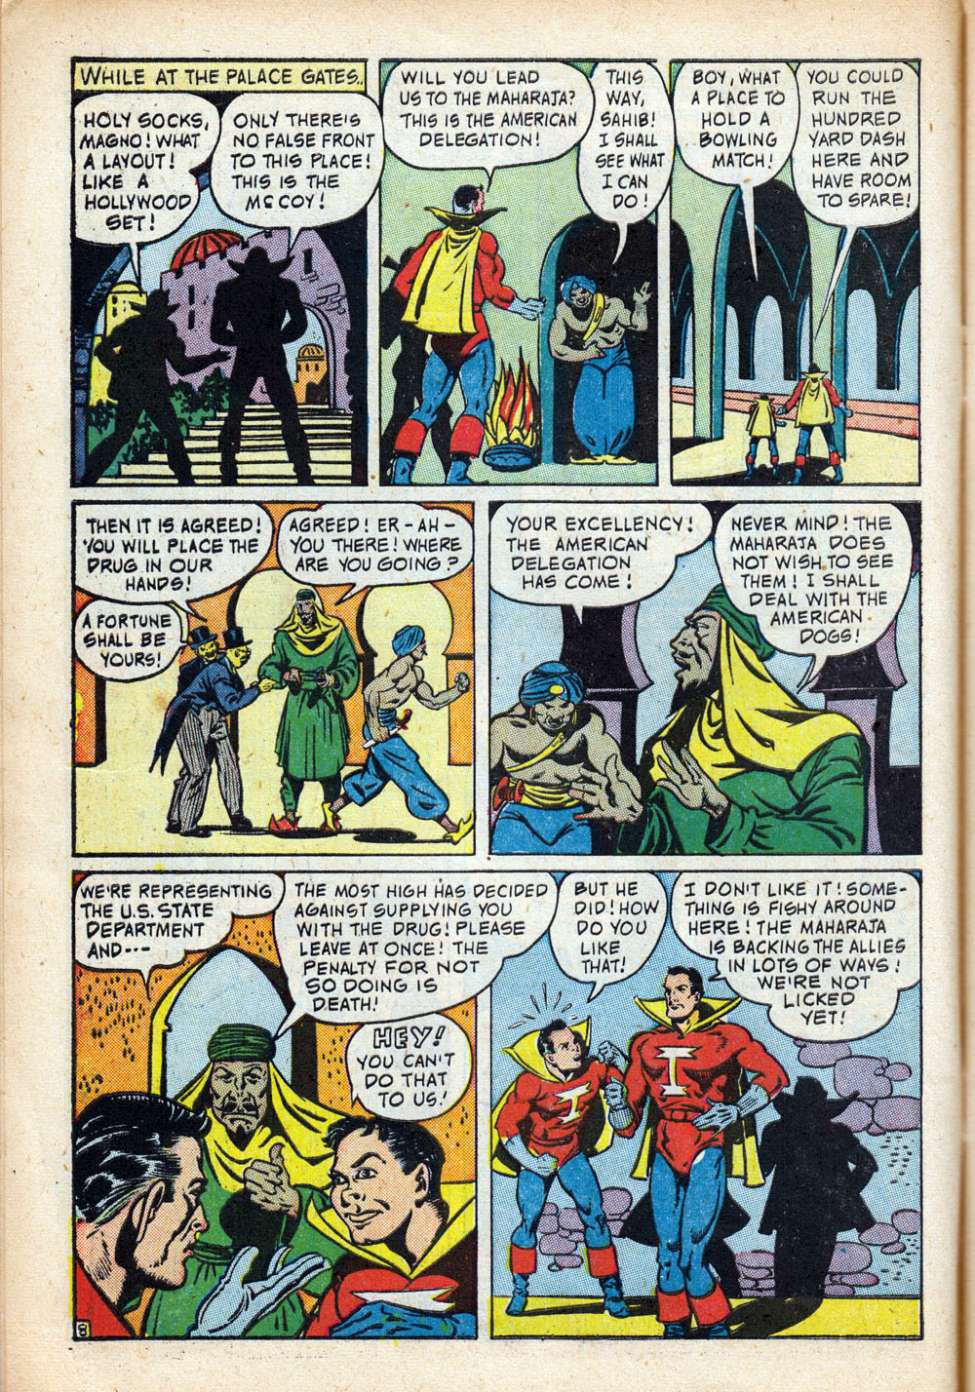 WHILE AT THE PALACE GATES..
HOLY SOCKS,
MAGNO! WHAT
A LAYOUT!
LIKE A
HOLLYWOOD
SET!
ONLY THERE'S
NO FALSE FRONT
TO THIS PLACE!
THIS IS THE
McCOY!
WILL YOU LEAD
US TO THE MAHARAJA?
THIS IS THE AMERICAN
DELEGATION!
THIS
WAY,
SAHIB!
I SHALL
SEE WHAT
I CAN
DO!
BOY, WHAT
A PLACE TO
HOLD A
BOWLING
MATCH!
YOU COULD
RUN THE
HUNDRED
YARD DASH
HERE AND
HAVE ROOM
TO SPARE!
THEN IT IS AGREED!
YOU WILL PLACE THE
DRUG IN OUR
HANDS!
A FORTUNE
SHALL BE
YOURS!
AGREED! ER-AH-
YOU THERE! WHERE
ARE YOU GOING?
YOUR EXCELLENCY!
THE AMERICAN
DELEGATION
HAS COME!
NEVER MIND! THE
MAHARAJA DOES
NOT WISH TO SEE
THEM! I SHALL
DEAL WITH THE
AMERICAN
DOGS!
WE'RE REPRESENTING
THE U.S. STATE
DEPARTMENT
AND---
THE MOST HIGH HAS DECIDED
AGAINST SUPPLYING YOU
WITH THE DRUG! PLEASE
LEAVE AT ONCE! THE
PENALTY FOR NOT
SO DOING IS
DEATH!
HEY!
YOU CAN'T
DO THAT
TO US!
BUT HE
DID! HOW
DO YOU
LIKE
THAT!
I DON'T LIKE IT! SOME-
THING IS FISHY AROUND
HERE! THE MAHARAJA
IS BACKING THE ALLIES
IN LOTS OF WAYS!
WE'RE NOT
LICKED
YET!
I
I
8